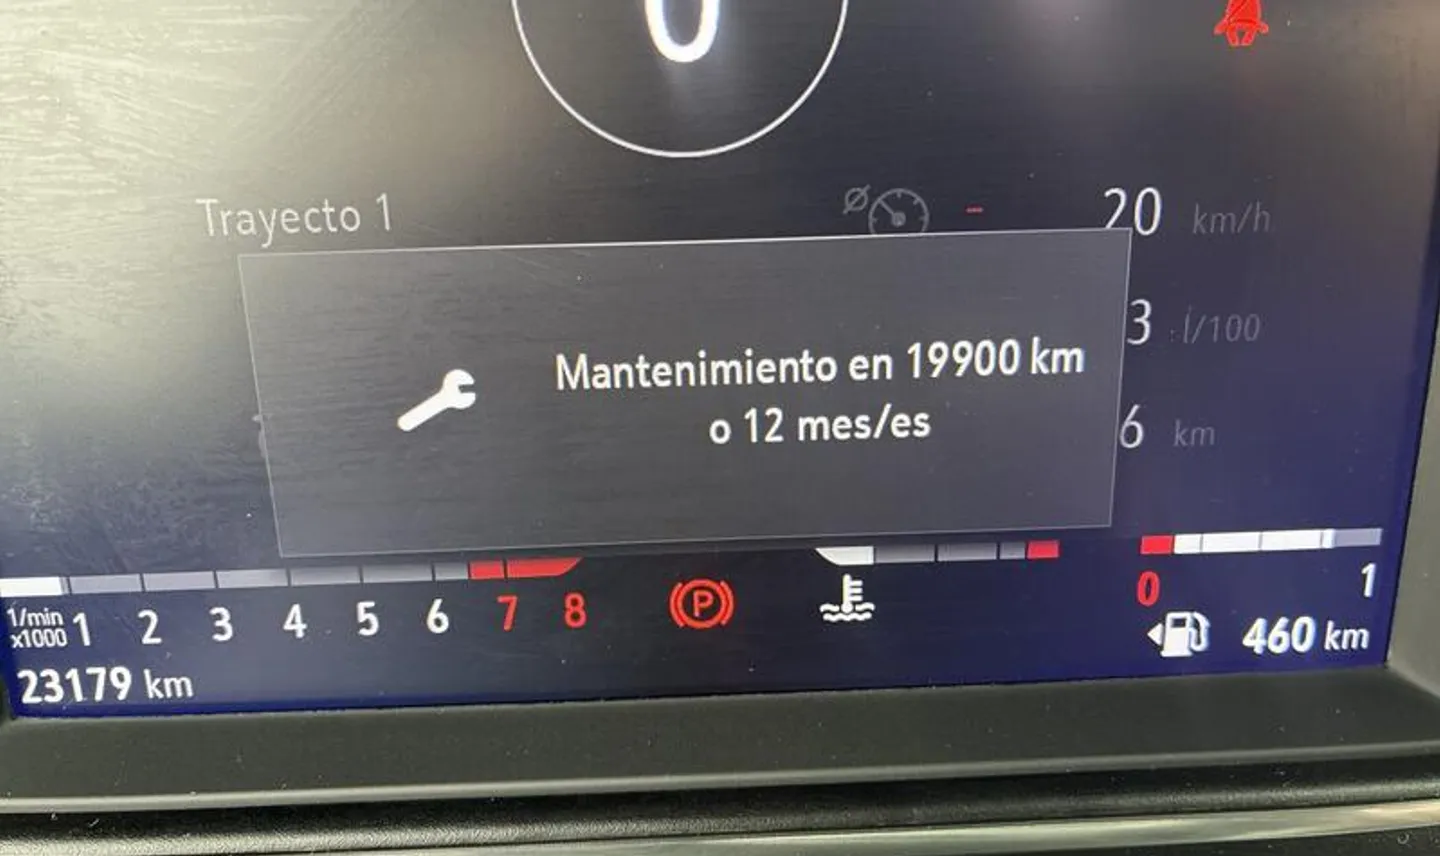 0
Trayecto 1
Ø - 20 km/h
Mantenimiento en 19900 km
o 12 mes/es
3 l/100
6 km
1/min
x1000 1 2 3 4 5 6 7 8
P
0 1
460 km
23179 km